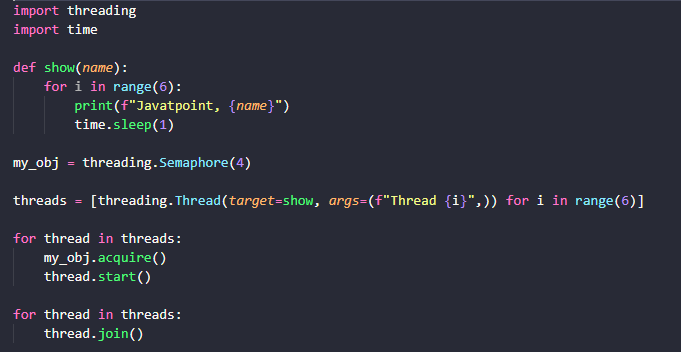 import threading
import time
def show(name):
    for i in range(6):
        print(f"Javatpoint, {name}")
        time.sleep(1)
my_obj = threading.Semaphore(4)
threads = [threading.Thread(target=show, args=(f"Thread {i}",)) for i in range(6)]
for thread in threads:
    my_obj.acquire()
    thread.start()
for thread in threads:
    thread.join()